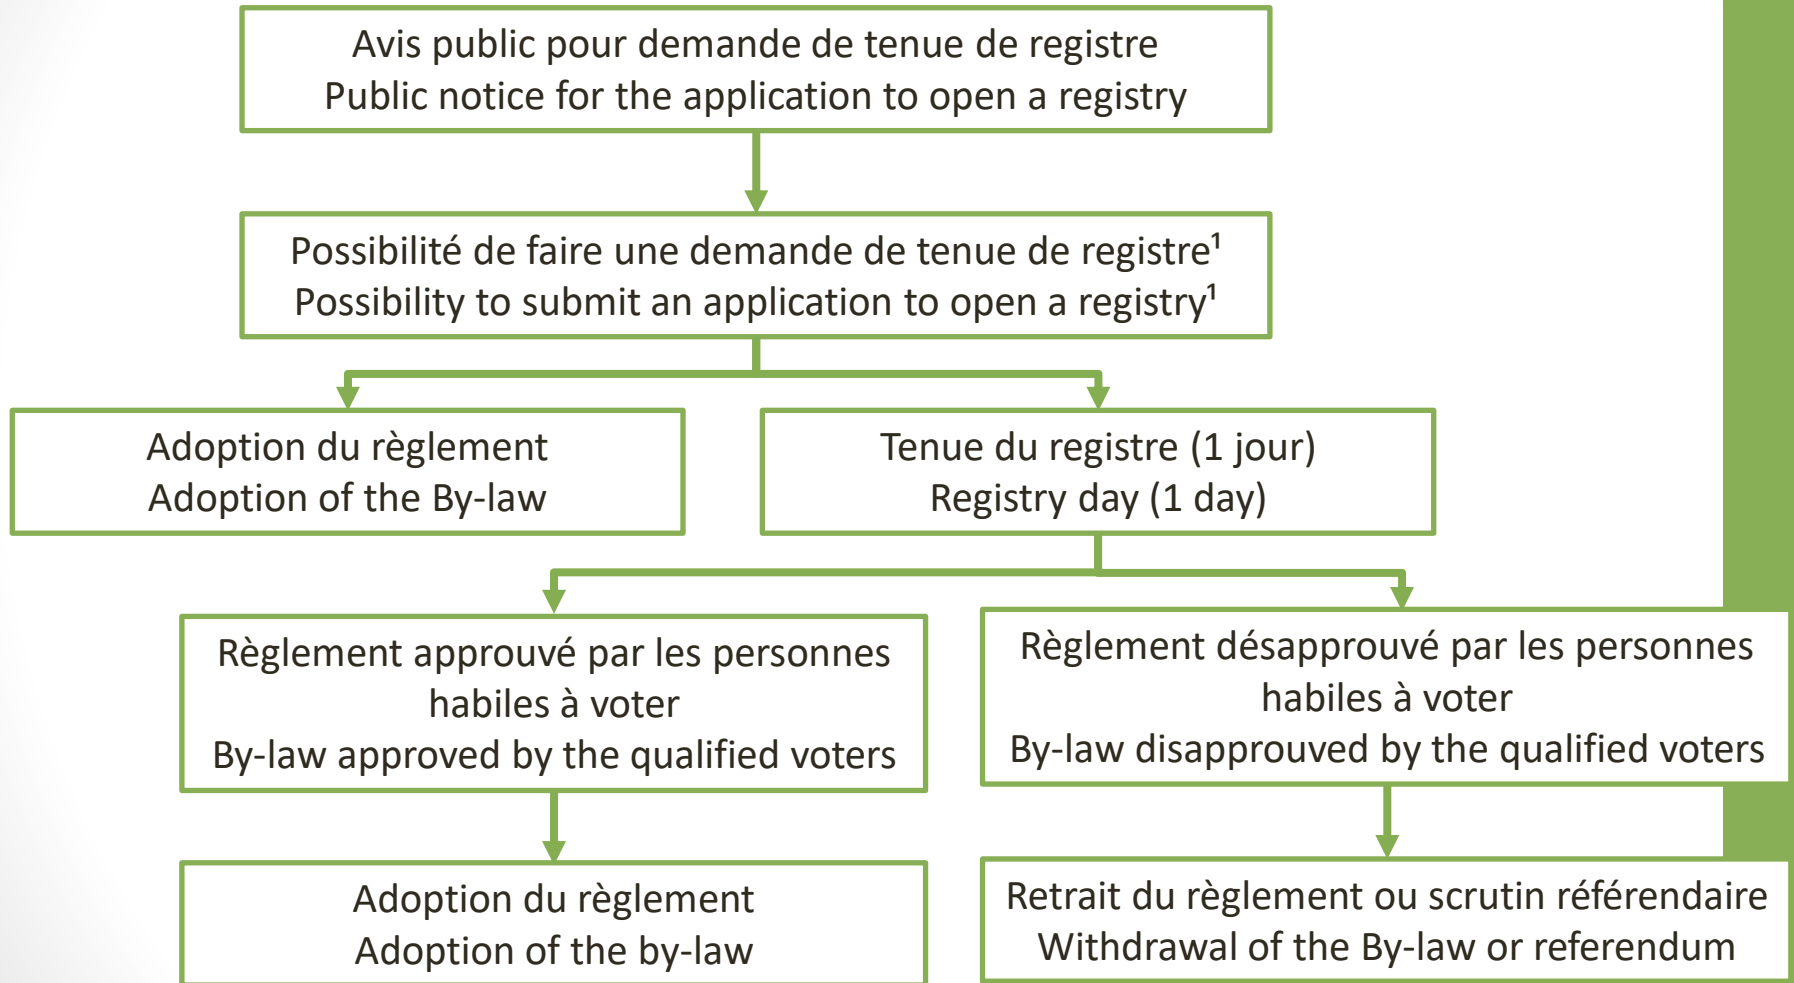 Avis public pour demande de tenue de registre
Public notice for the application to open a registry
Possibilité de faire une demande de tenue de registre¹
Possibility to submit an application to open a registry¹
Adoption du règlement
Adoption of the By-law
Tenue du registre (1 jour)
Registry day (1 day)
Règlement approuvé par les personnes
habiles à voter
By-law approved by the qualified voters
Règlement désapprouvé par les personnes
habiles à voter
By-law disapprouved by the qualified voters
Adoption du règlement
Adoption of the by-law
Retrait du règlement ou scrutin référendaire
Withdrawal of the By-law or referendum